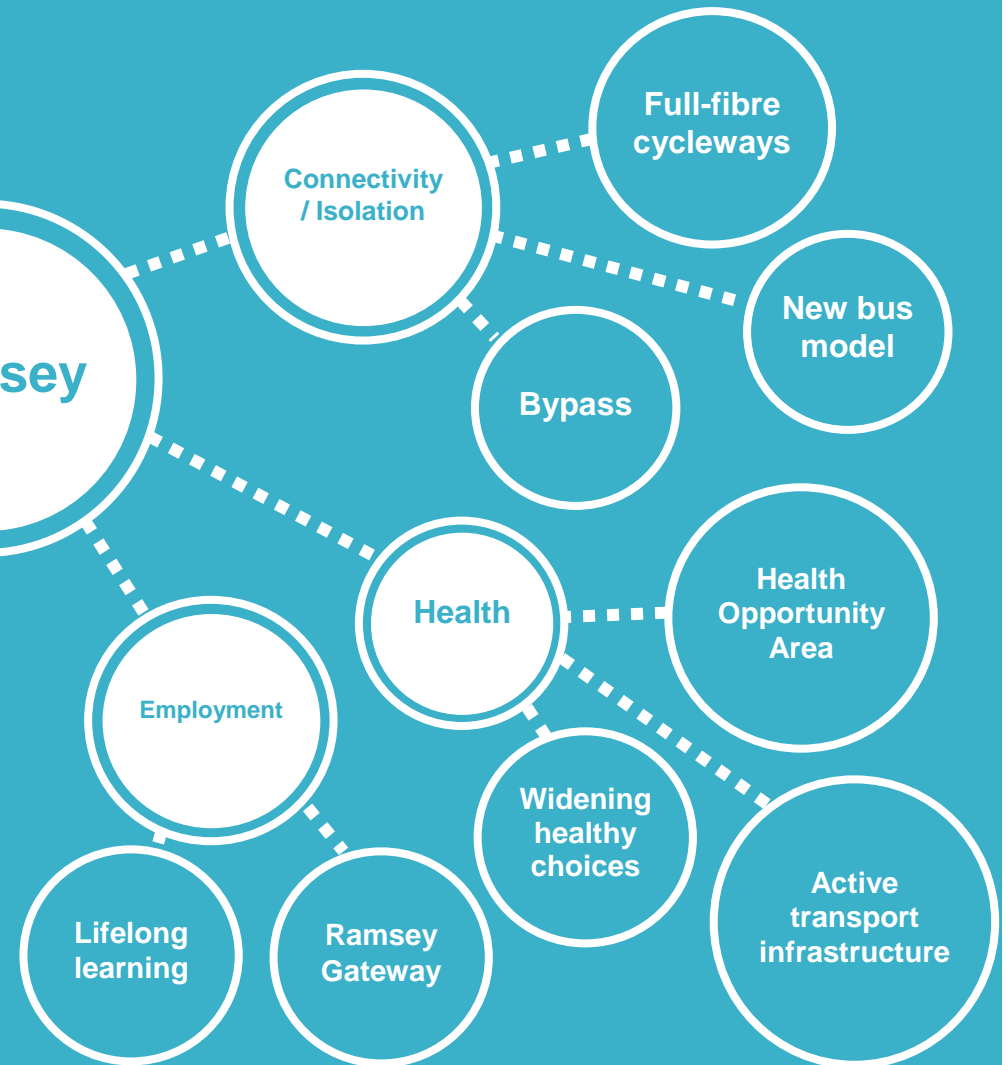 Full-fibre
cycleways
Connectivity
/ Isolation
New bus
model
sey
Bypass
Health
Opportunity
Area
Health
Employment
Widening
healthy
choices
Active
transport
infrastructure
Lifelong
learning
Ramsey
Gateway